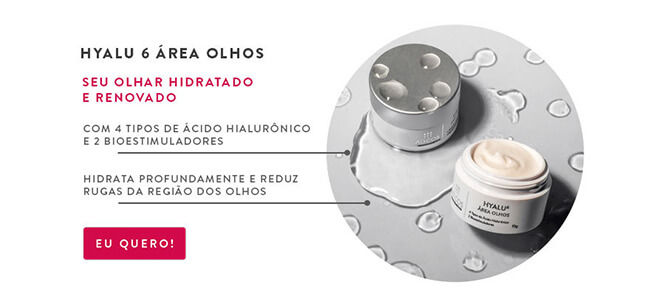 HYALU 6 ÁREA OLHOS
SEU OLHAR HIDRATADO
E RENOVADO
COM 4 TIPOS DE ÁCIDO HIALURÔNICO
E 2 BIOESTIMULADORES
HIDRATA PROFUNDAMENTE E REDUZ
RUGAS DA REGIÃO DOS OLHOS
EU QUERO!
HYALU⁶
ÁREA OLHOS